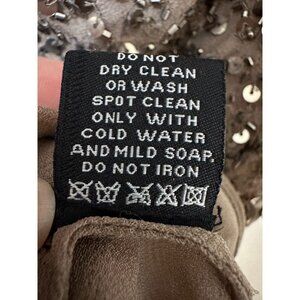 DO NOT
DRY CLEAN
OR WASH
SPOT CLEAN
ONLY WITH
COLD WATER
AND MILD SOAP.
DO NOT IRON